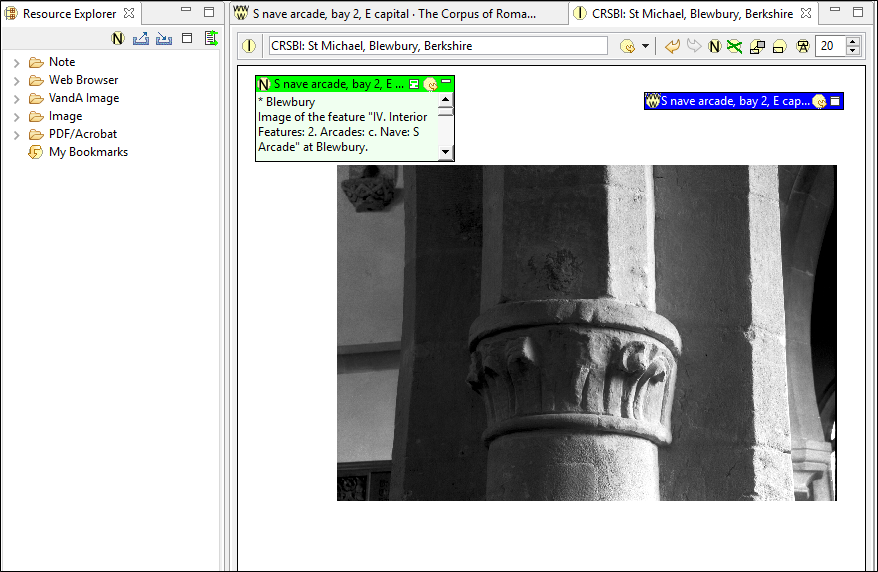 Resource Explorer
Note
Web Browser
VandA Image
Image
PDF/Acrobat
My Bookmarks
S nave arcade, bay 2, E capital · The Corpus of Roma...
CRSBI: St Michael, Blewbury, Berkshire
CRSBI: St Michael, Blewbury, Berkshire
20
N S nave arcade, bay 2, E ...
* Blewbury
Image of the feature "IV. Interior
Features: 2. Arcades: c. Nave: S
Arcade" at Blewbury.
S nave arcade, bay 2, E cap...